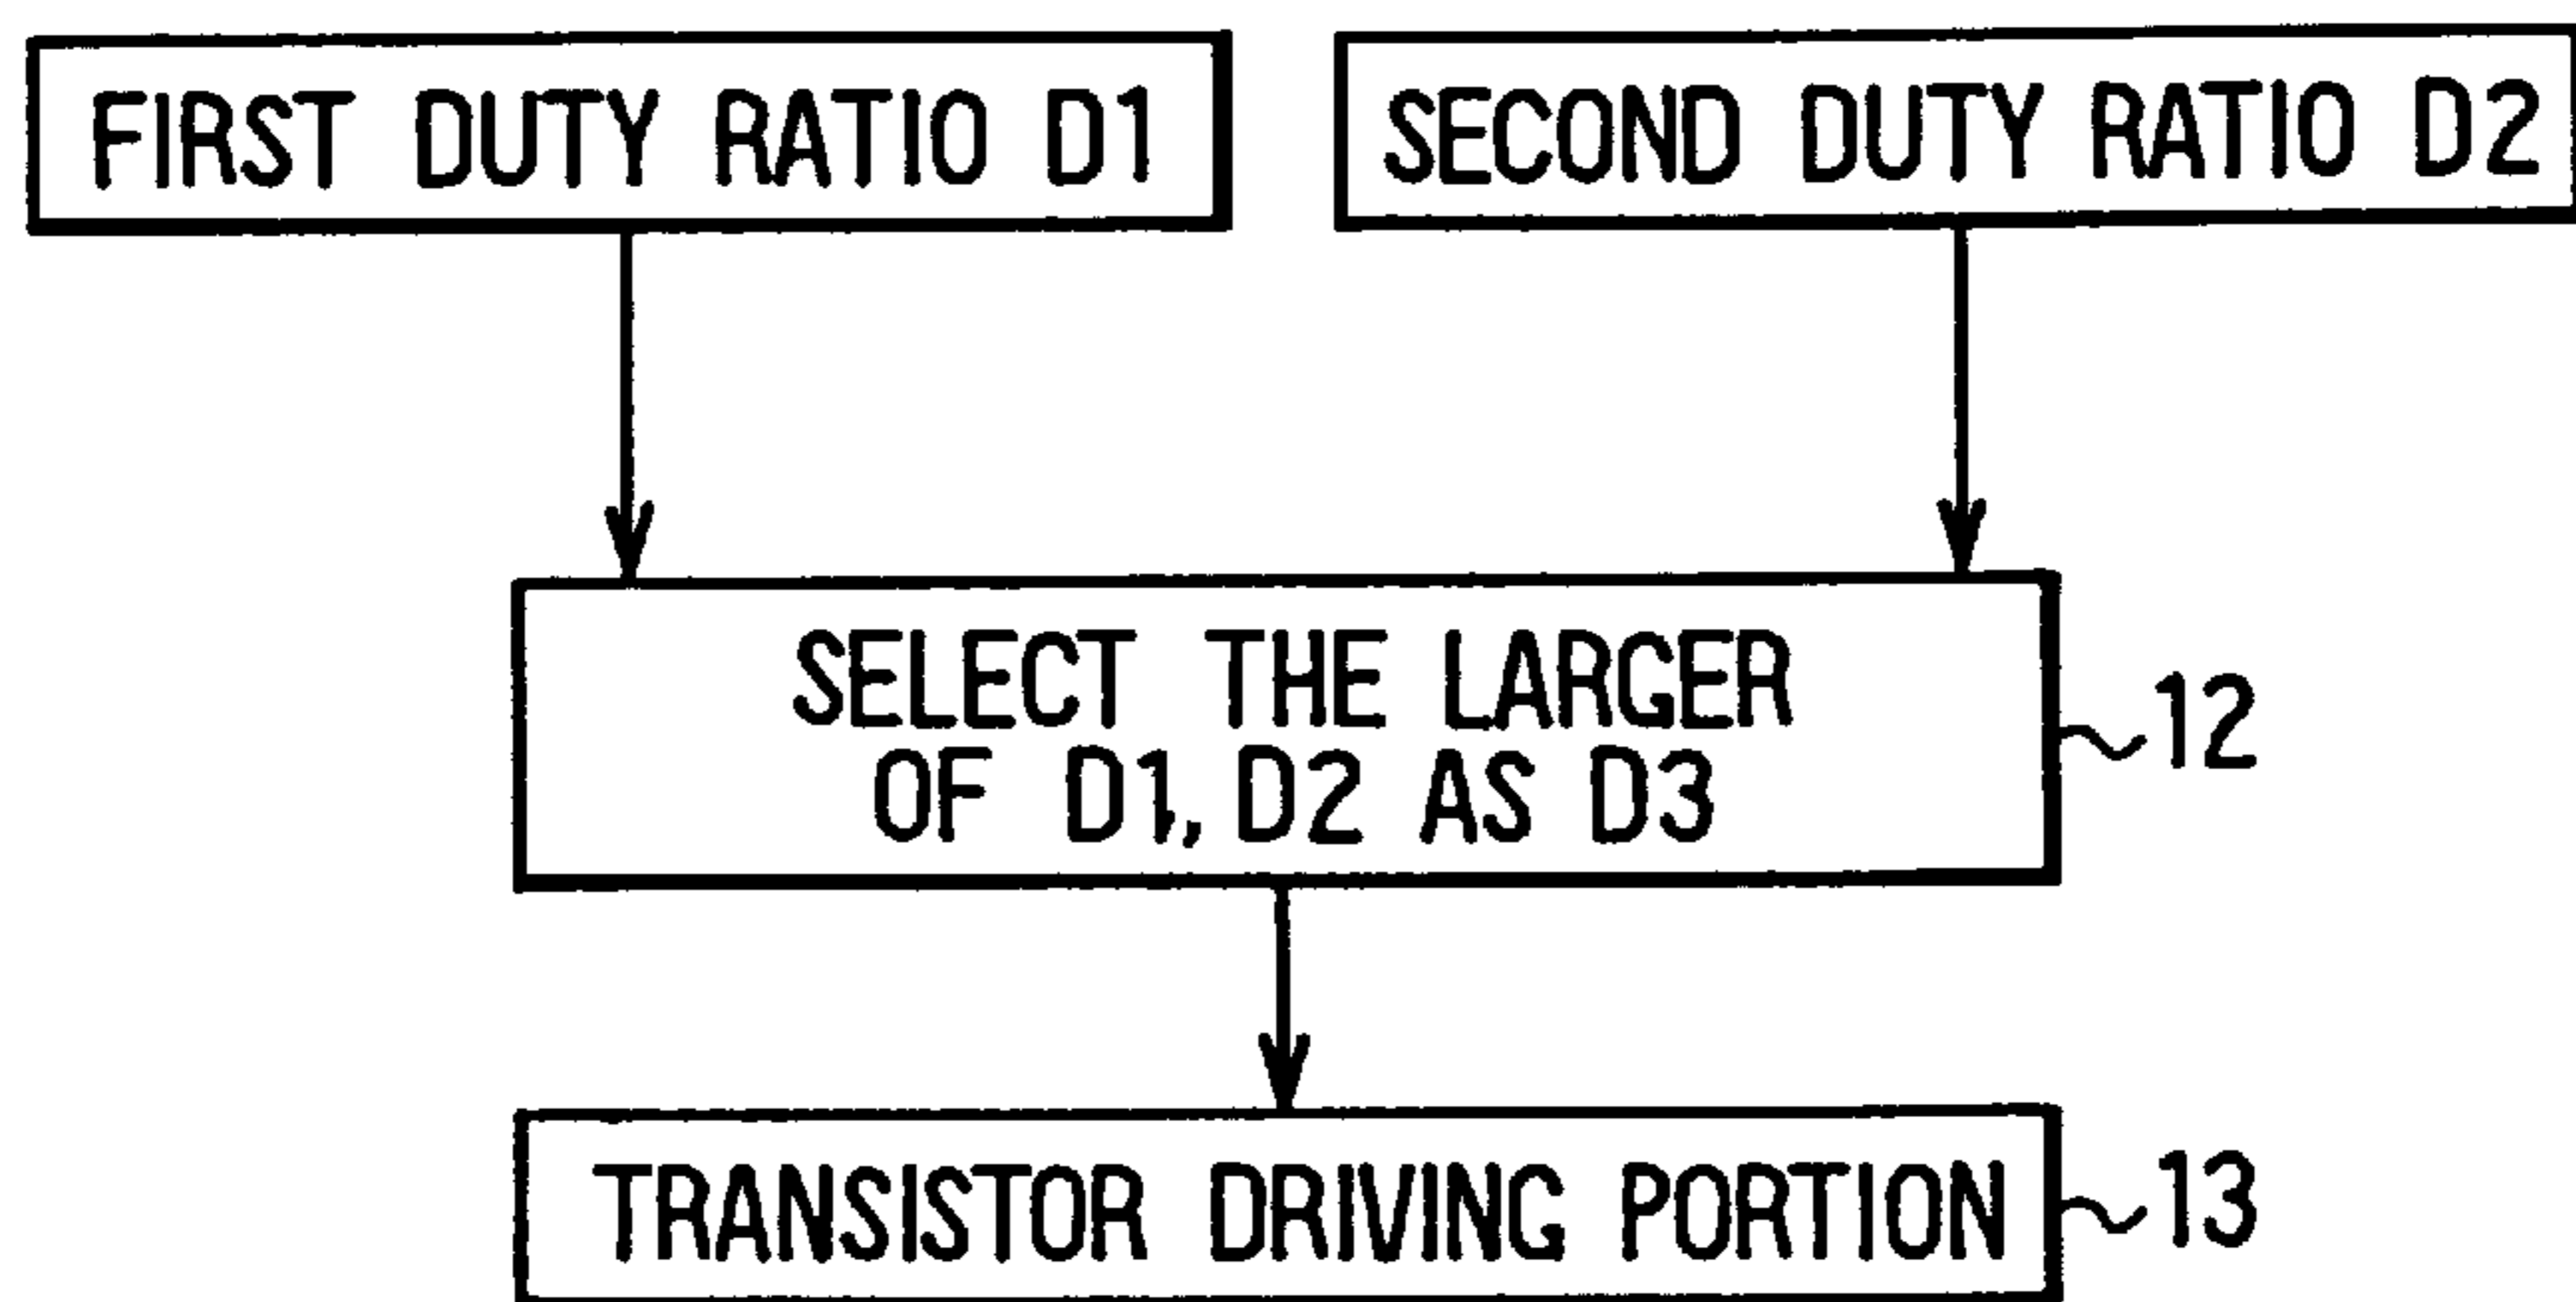 FIRST DUTY RATIO D1
SECOND DUTY RATIO D2
SELECT THE LARGER
OF D1, D2 AS D3
12
TRANSISTOR DRIVING PORTION
13